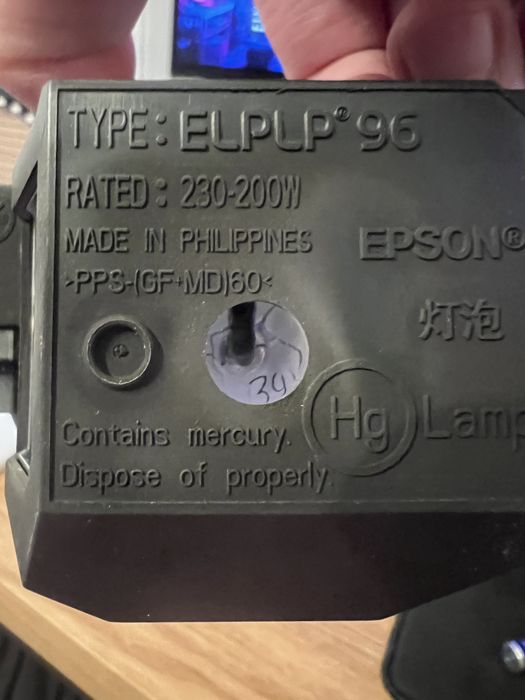 TYPE: ELPLP® 96
RATED: 230-200W
MADE IN PHILIPPINES
EPSON®
>PPS-(GF+MD)60<
灯泡
34
Hg Lamp
Contains mercury.
Dispose of properly.